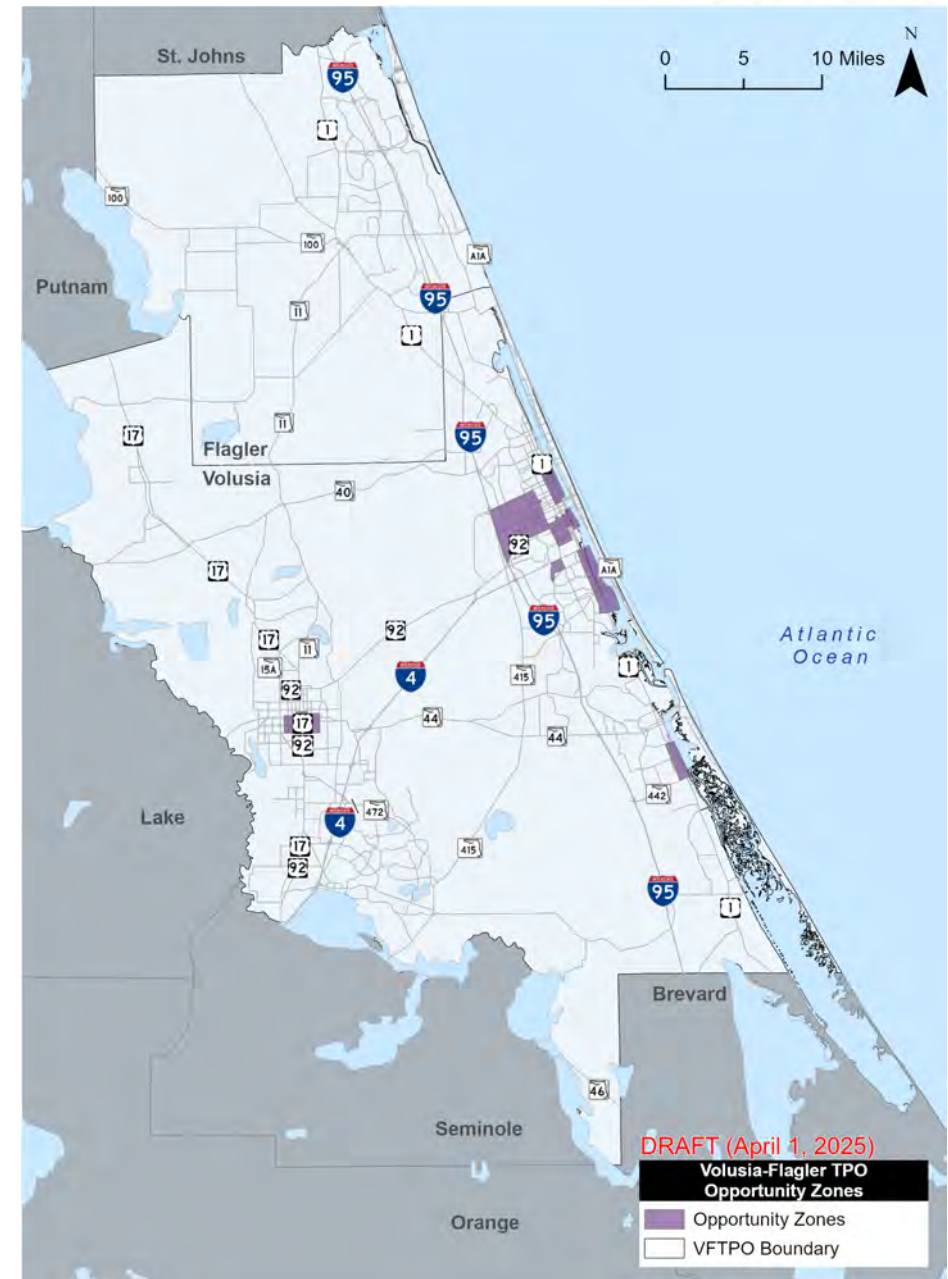 N
St. Johns
0 5 10 Miles
95
1
100
100
A1A
Putnam
95
11
1
11
17
95
Flagler
1
Volusia
40
92
17
A1A
95
92
17
11
Atlantic
Ocean
15A
1
4
415
92
44
17
44
92
442
472
Lake
4
17
415
92
95
1
Brevard
46
Seminole
DRAFT (April 1, 2025)
Volusia-Flagler TPO
Opportunity Zones
Opportunity Zones
Orange
VFTPO Boundary